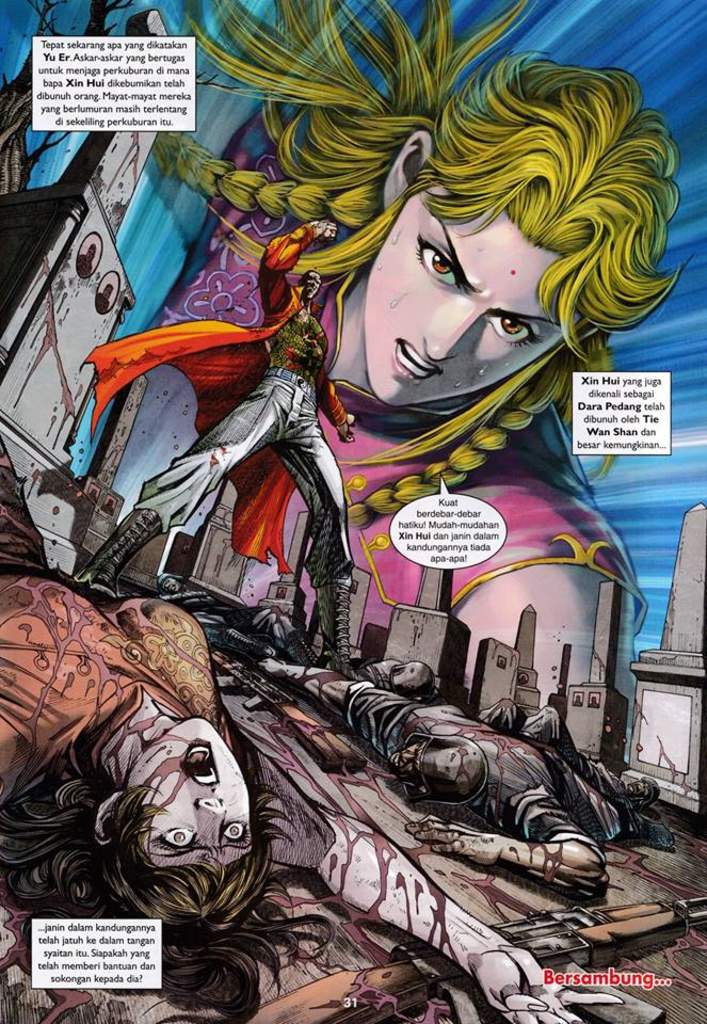 Tepat sekarang apa yang dikatakan
Yu Er. Askar-askar yang bertugas
untuk menjaga perkuburan di mana
bapa Xin Hui dikebumikan telah
dibunuh orang. Mayat-mayat mereka
yang berlumuran masih terlentang
di sekeliling perkuburan itu.
Xin Hui yang juga
dikenali sebagai
Dara Pedang telah
dibunuh oleh Tie
Wan Shan dan
besar kemungkinan...
Kuat
berdebar-debar
hatiku! Mudah-mudahan
Xin Hui dan janin dalam
kandungannya tiada
apa-apa!
...janin dalam kandungannya
telah jatuh ke dalam tangan
syaitan itu. Siapakah yang
telah memberi bantuan dan
sokongan kepada dia?
Bersambung...
31